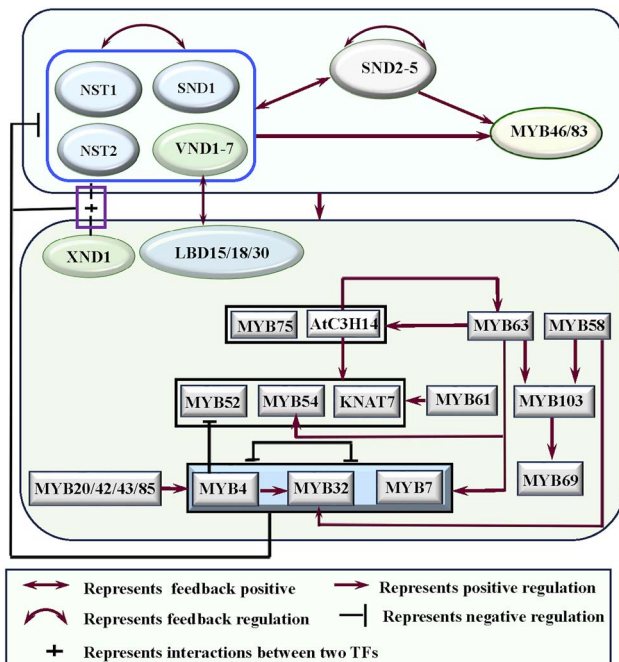 NST1
SND1
SND2-5
NST2
VND1-7
MYB46/83
XND1
LBD15/18/30
MYB75
AtC3H14
MYB63
MYB58
MYB52
MYB54
KNAT7
MYB61
MYB103
MYB20/42/43/85
MYB4
MYB32
MYB7
MYB69
Represents feedback positive
Represents positive regulation
Represents feedback regulation
Represents negative regulation
Represents interactions between two TFs